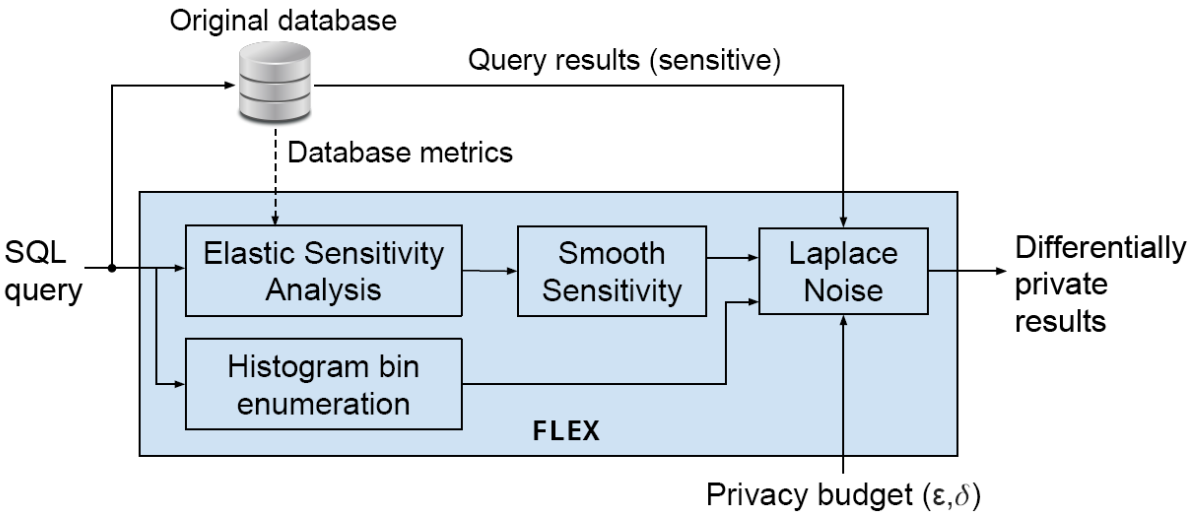 Original database
Query results (sensitive)
Database metrics
SQL
query
Elastic Sensitivity
Analysis
Smooth
Sensitivity
Laplace
Noise
Differentially
private
results
Histogram bin
enumeration
FLEX
Privacy budget (ε,δ)